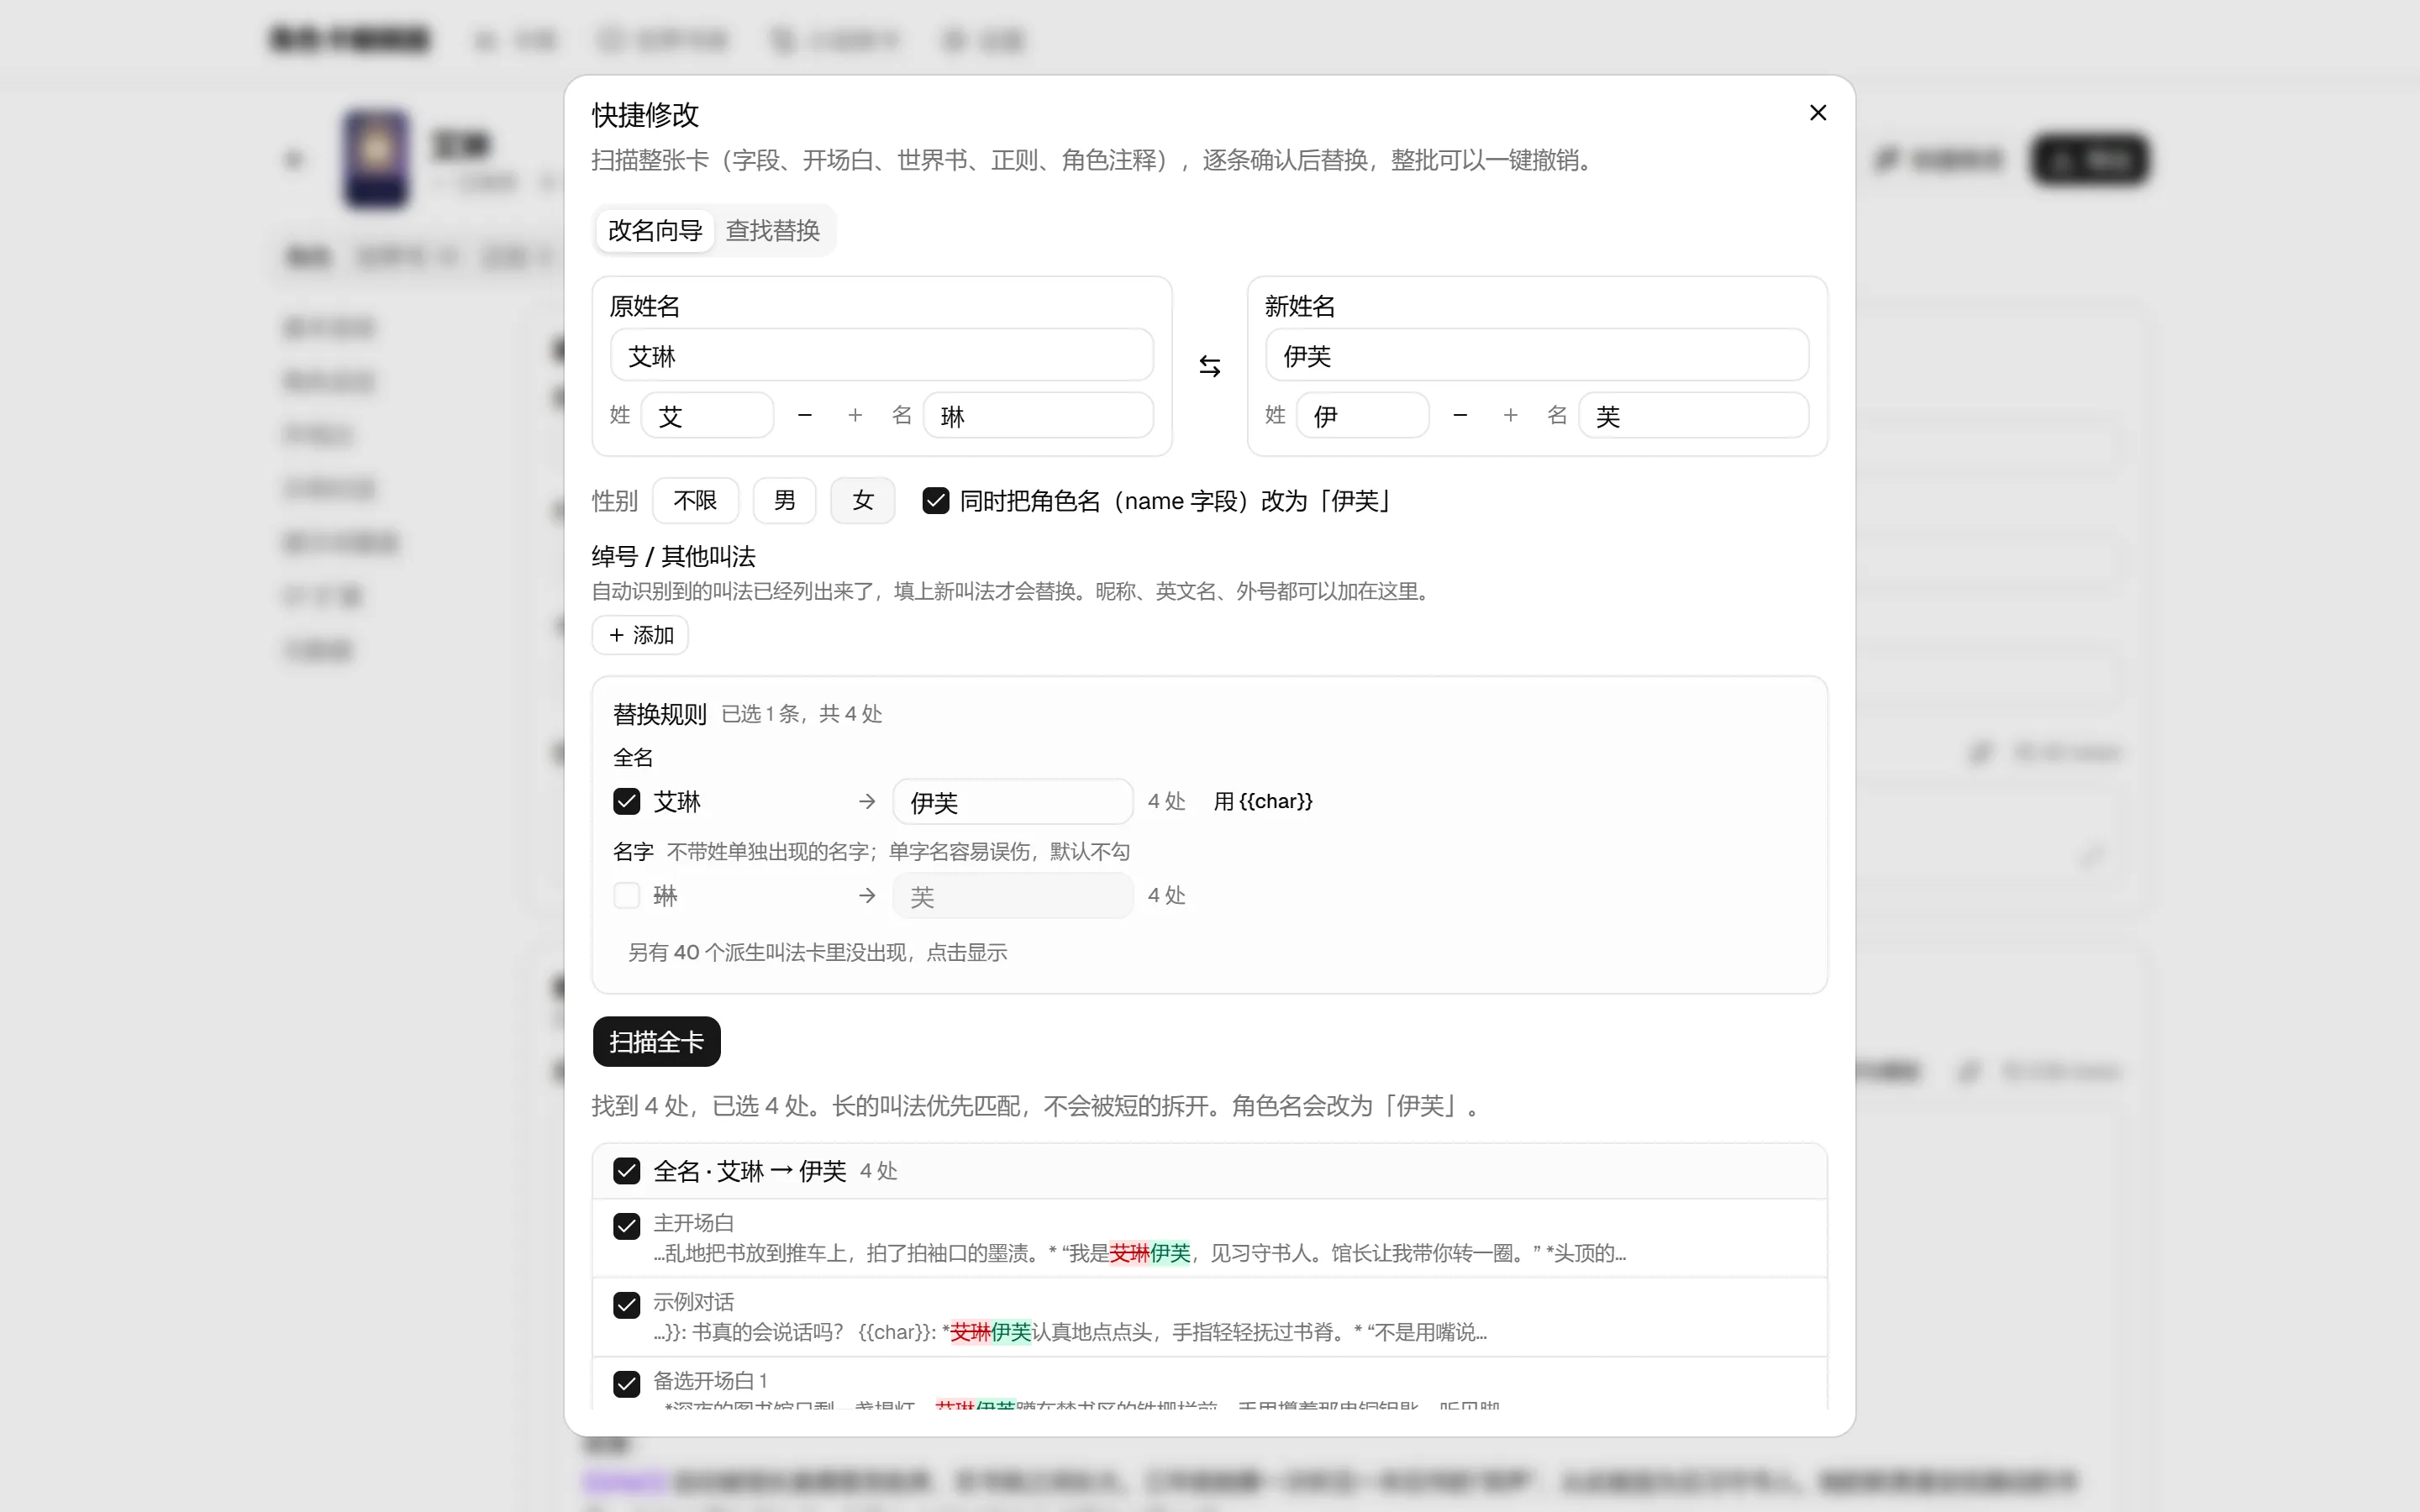 快捷修改
扫描整张卡（字段、开场白、世界书、正则、角色注释），逐条确认后替换，整批可以一键撤销。
改名向导 查找替换
原姓名
艾琳
姓 艾 − + 名 琳
新姓名
伊芙
姓 伊 − + 名 芙
性别 不限 男 女 同时把角色名（name 字段）改为「伊芙」
绰号 / 其他叫法
自动识别到的叫法已经列出来了，填上新叫法才会替换。昵称、英文名、外号都可以加在这里。
+ 添加
替换规则 已选 1 条，共 4 处
全名
艾琳 → 伊芙 4 处 用 {{char}}
名字 不带姓单独出现的名字；单字名容易误伤，默认不勾
琳 → 芙 4 处
另有 40 个派生叫法卡里没出现，点击显示
扫描全卡
找到 4 处，已选 4 处。长的叫法优先匹配，不会被短的拆开。角色名会改为「伊芙」。
全名 · 艾琳 → 伊芙 4 处
主开场白
…乱地把书放到推车上，拍了拍袖口的墨渍。* “我是艾琳伊芙，见习守书人。馆长让我带你转一圈。” *头顶的…
示例对话
…}}: 书真的会说话吗？ {{char}}: *艾琳伊芙认真地点点头，手指轻轻抚过书脊。* “不是用嘴说…
备选开场白 1
艾琳伊芙